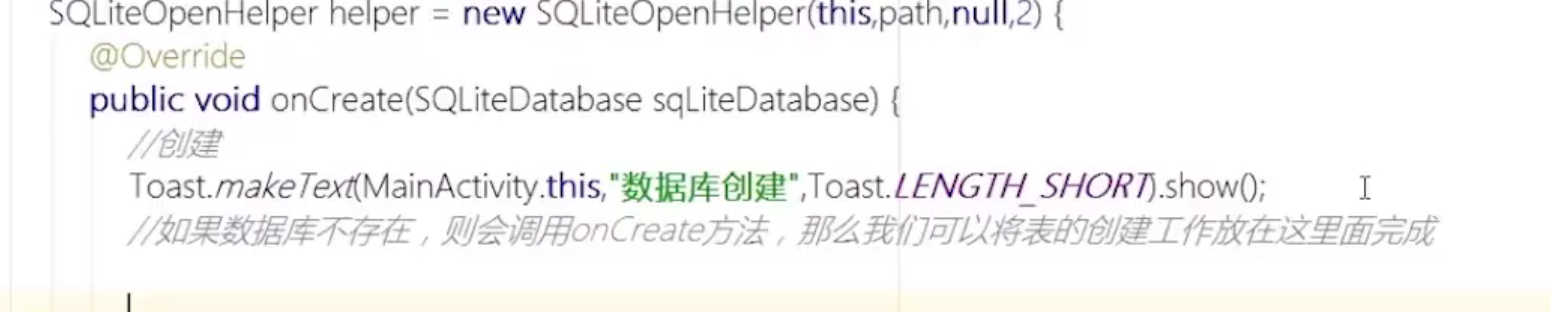 SQLiteOpenHelper helper = new SQLiteOpenHelper(this,path,null,2) {
@Override
public void onCreate(SQLiteDatabase sqLiteDatabase) {
//创建
Toast.makeText(MainActivity.this,"数据库创建",Toast.LENGTH_SHORT).show();
//如果数据库不存在，则会调用onCreate方法，那么我们可以将表的创建工作放在这里面完成